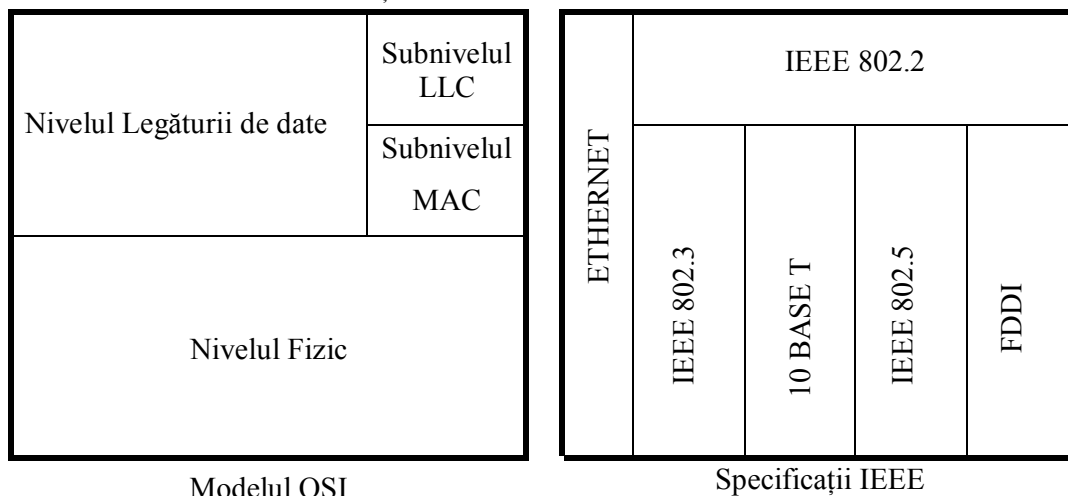 Nivelul Legăturii de date
Subnivelul
LLC
Subnivelul
MAC
Nivelul Fizic
Modelul OSI
ETHERNET
IEEE 802.2
IEEE 802.3
10 BASE T
IEEE 802.5
FDDI
Specificații IEEE